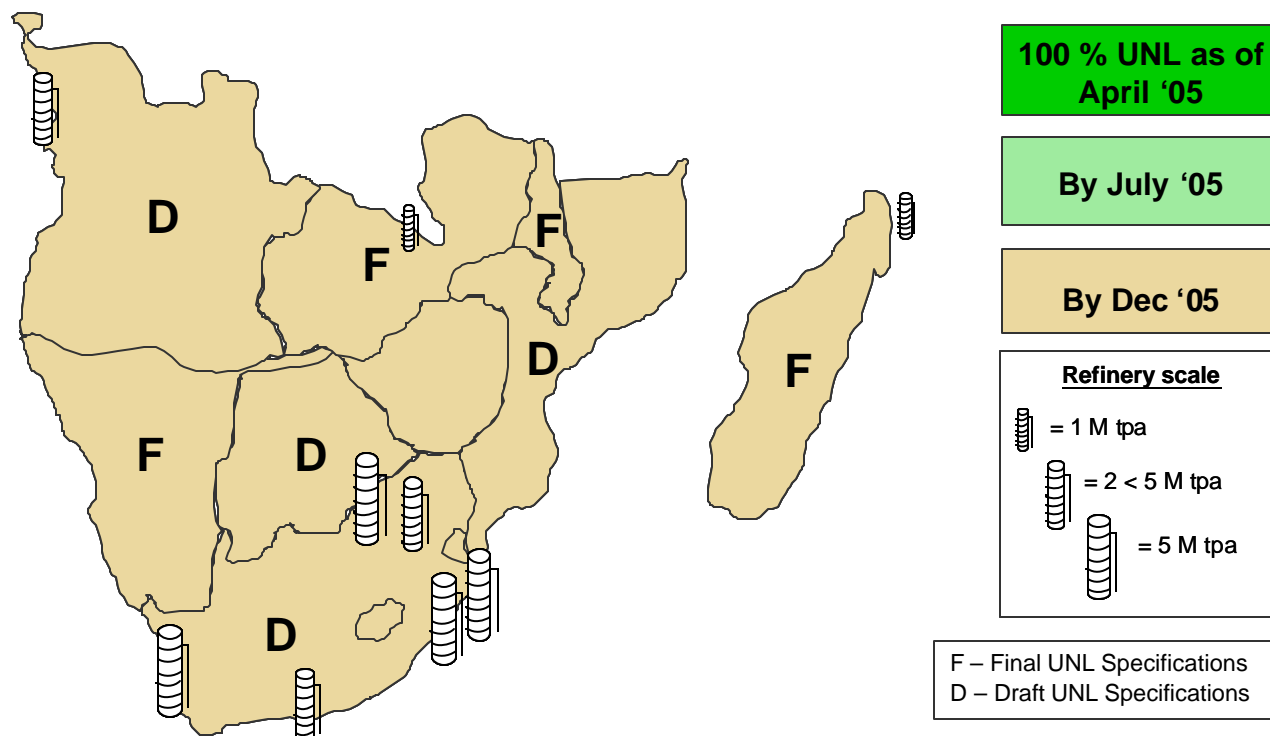 100 % UNL as of
April ‘05
By July ‘05
By Dec ‘05
Refinery scale
= 1 M tpa
= 2 < 5 M tpa
= 5 M tpa
F – Final UNL Specifications
D – Draft UNL Specifications
D
F
F
D
F
F
D
D